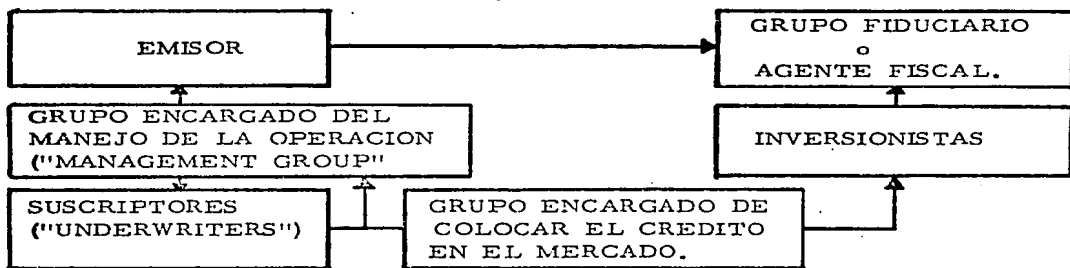 EMISOR
GRUPO FIDUCIARIO
o
AGENTE FISCAL.
GRUPO ENCARGADO DEL
MANEJO DE LA OPERACION
("MANAGEMENT GROUP"
INVERSIONISTAS
SUSCRIPTORES
("UNDERWRITERS")
GRUPO ENCARGADO DE
COLOCAR EL CREDITO
EN EL MERCADO.